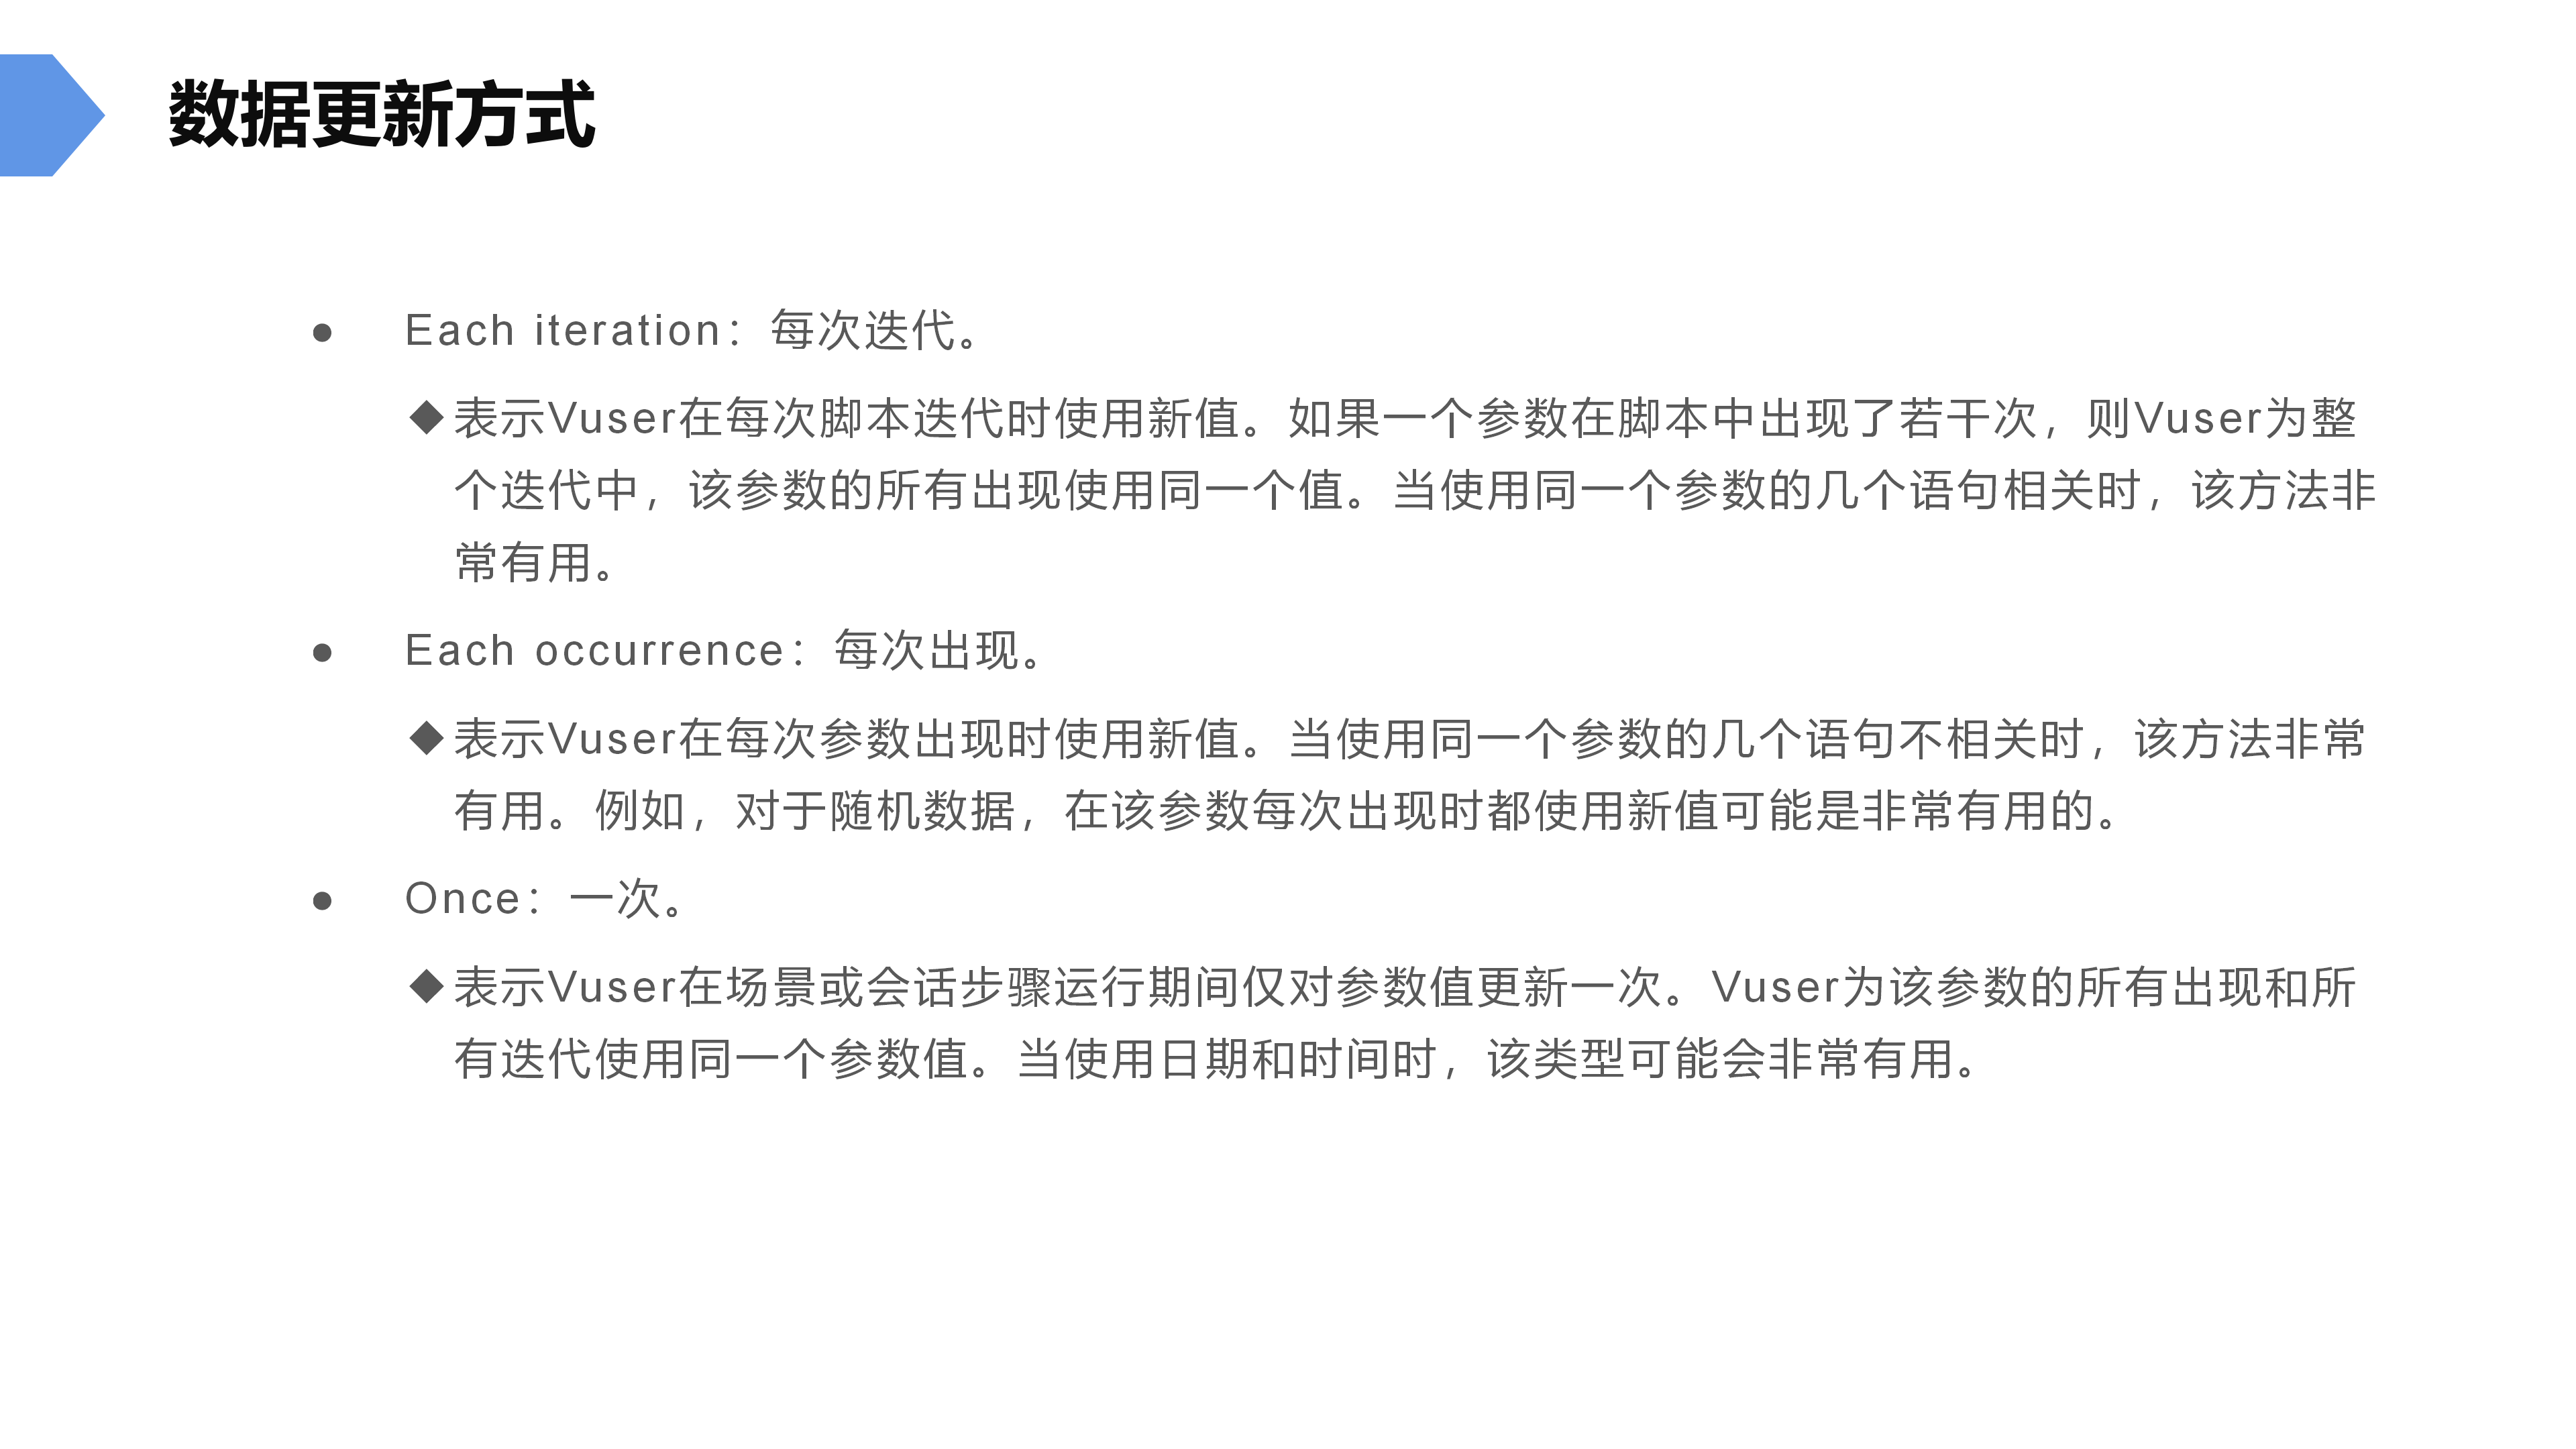 数据更新方式
● Each iteration：每次迭代。
◆表示Vuser在每次脚本迭代时使用新值。如果一个参数在脚本中出现了若干次，则Vuser为整
个迭代中，该参数的所有出现使用同一个值。当使用同一个参数的几个语句相关时，该方法非
常有用。
● Each occurrence：每次出现。
◆表示Vuser在每次参数出现时使用新值。当使用同一个参数的几个语句不相关时，该方法非常
有用。例如，对于随机数据，在该参数每次出现时都使用新值可能是非常有用的。
● Once：一次。
◆表示Vuser在场景或会话步骤运行期间仅对参数值更新一次。Vuser为该参数的所有出现和所
有迭代使用同一个参数值。当使用日期和时间时，该类型可能会非常有用。